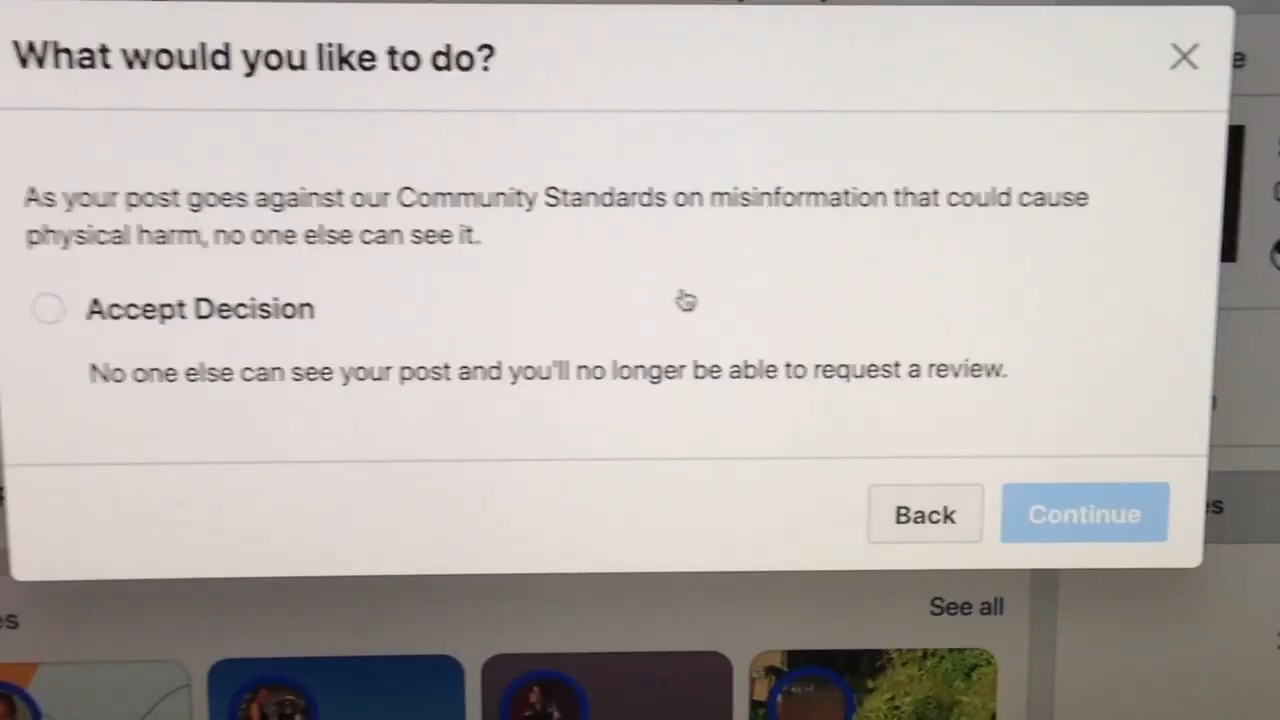 What would you like to do?
As your post goes against our Community Standards on misinformation that could cause
physical harm, no one else can see it.
Accept Decision
No one else can see your post and you'll no longer be able to request a review.
Back
Continue
See all